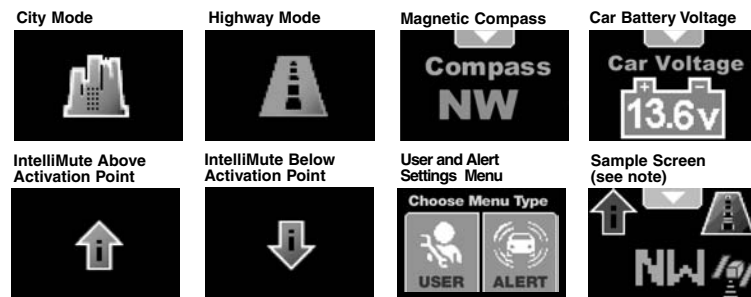 City Mode
Highway Mode
Magnetic Compass
Car Battery Voltage
Compass
NW
Car Voltage
+ -
13.6v
IntelliMute Above
Activation Point
IntelliMute Below
Activation Point
User and Alert
Settings Menu
Sample Screen
(see note)
i
i
Choose Menu Type
USER
ALERT
i
NW